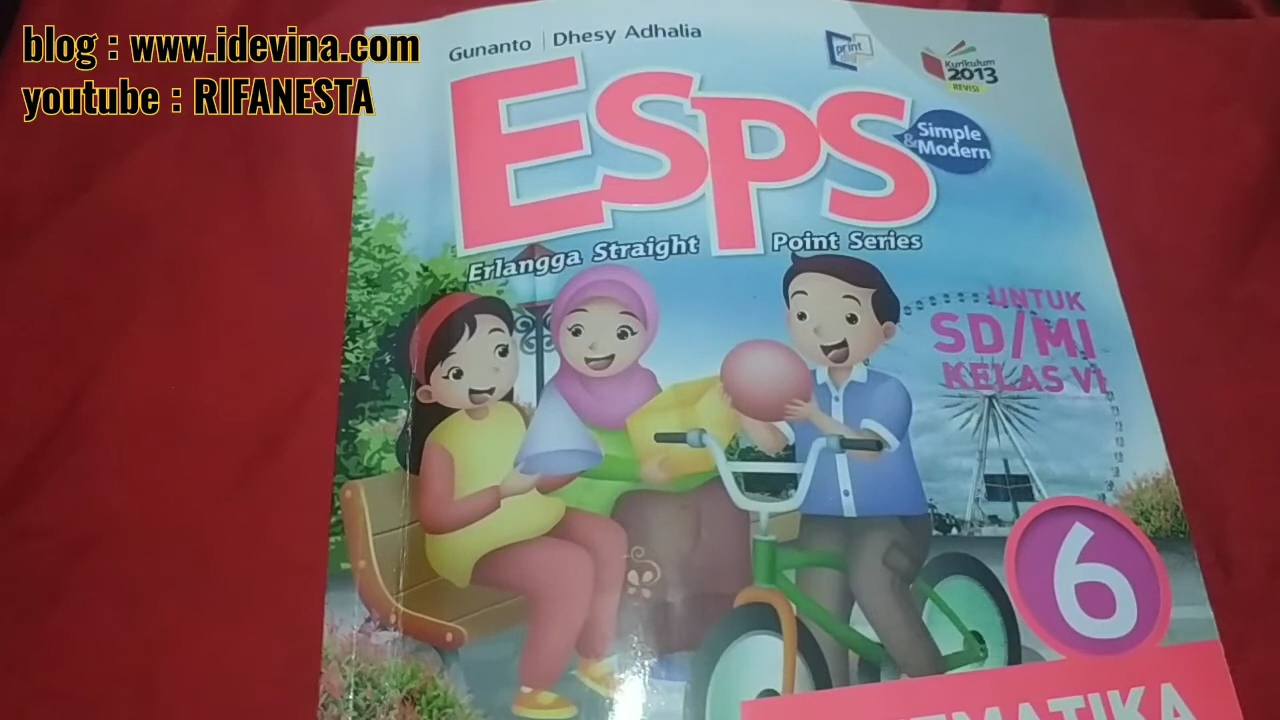 blog : www.idevina.com
youtube : RIFANESTA
Gunanto | Dhesy Adhalia
print
Kurikulum
2013
REVISI
ESPS
Simple
& Modern
Erlangga Straight Point Series
UNTUK
SD/MI
KELAS VI
6